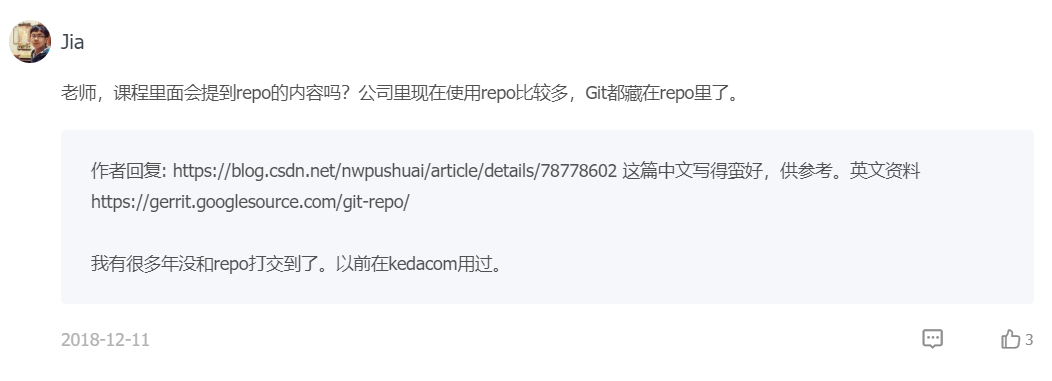 Jia
老师，课程里面会提到repo的内容吗？公司里现在使用repo比较多，Git都藏在repo里了。
作者回复: https://blog.csdn.net/nwpushuai/article/details/78778602 这篇中文写得蛮好，供参考。英文资料
https://gerrit.googlesource.com/git-repo/
我有很多年没和repo打交到了。以前在kedacom用过。
2018-12-11
3